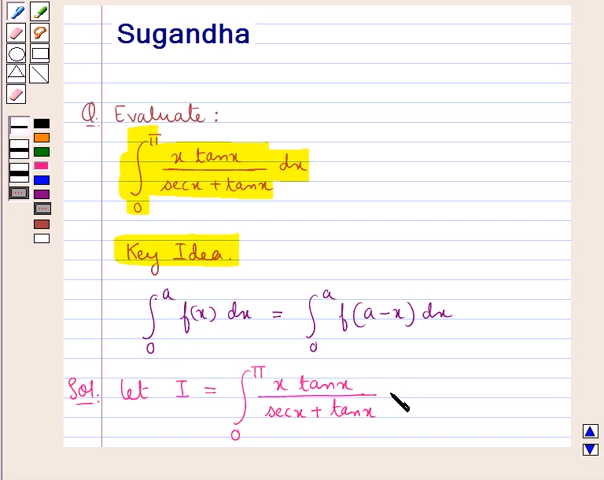 Sugandha
Q. Evaluate :
∫₀^π (x tanx)/(secx + tanx) dx
Key Idea.
∫₀^a f(x) dx = ∫₀^a f(a-x) dx
Sol. Let I = ∫₀^π (x tanx)/(secx + tanx)